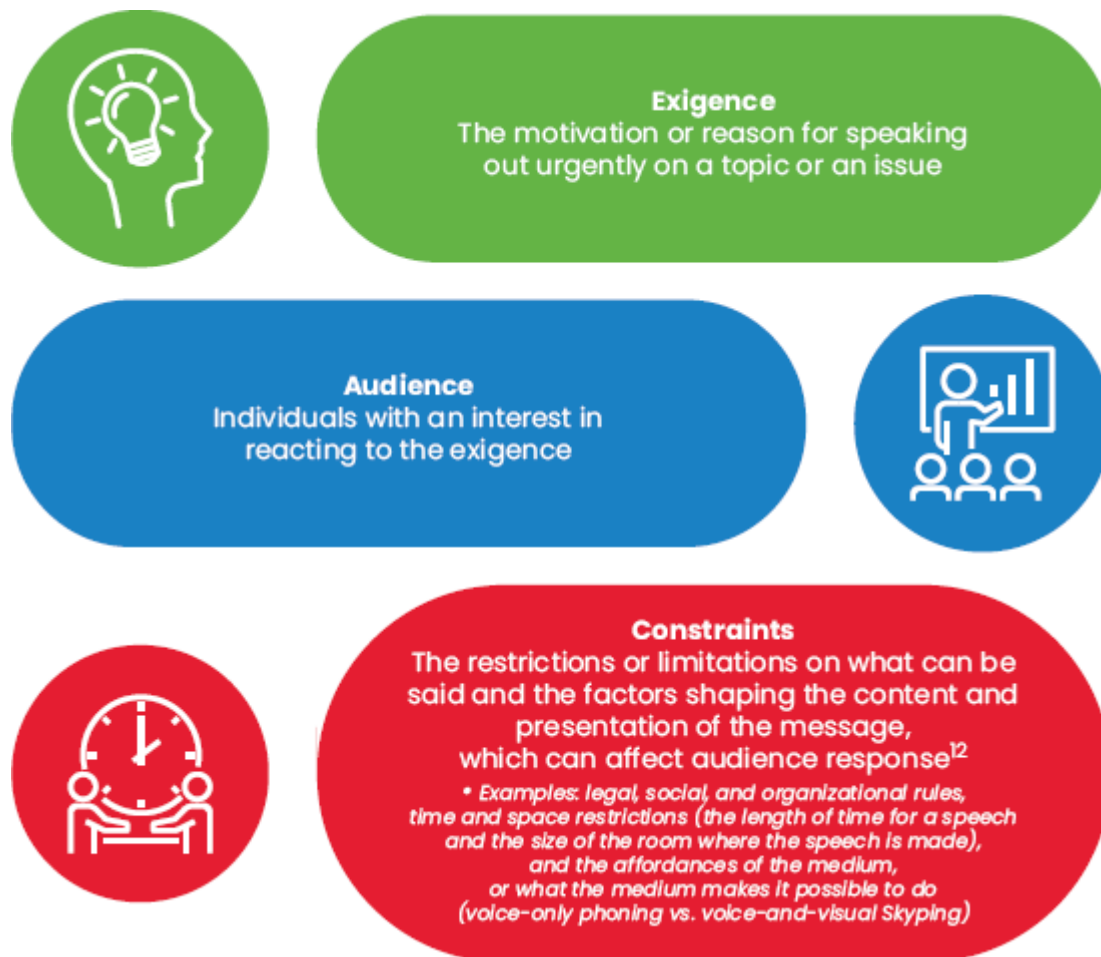 Exigence
The motivation or reason for speaking
out urgently on a topic or an issue
Audience
Individuals with an interest in
reacting to the exigence
Constraints
The restrictions or limitations on what can be
said and the factors shaping the content and
presentation of the message,
which can affect audience response¹²
• Examples: legal, social, and organizational rules,
time and space restrictions (the length of time for a speech
and the size of the room where the speech is made),
and the affordances of the medium,
or what the medium makes it possible to do
(voice-only phoning vs. voice-and-visual Skyping)